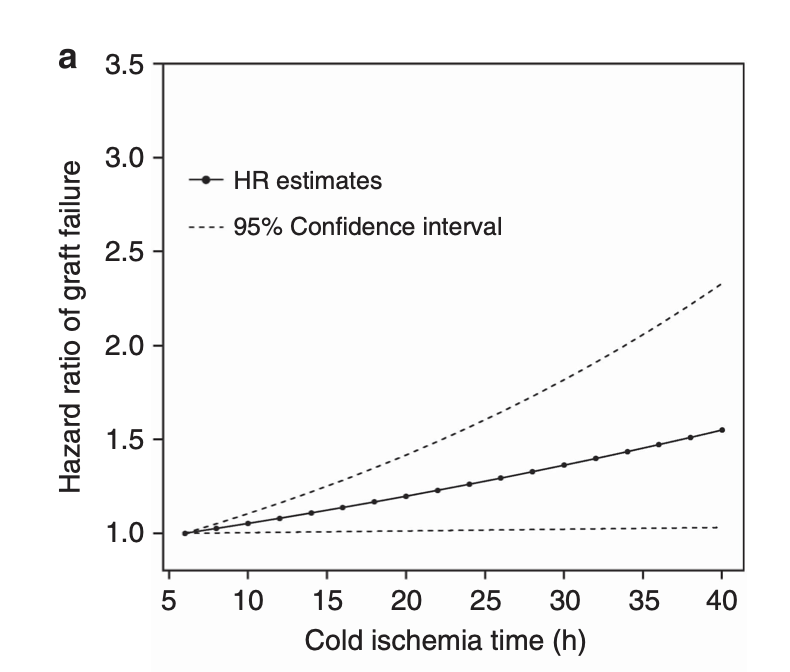 a
3.5
3.0
2.5
2.0
1.5
1.0
Hazard ratio of graft failure
HR estimates
95% Confidence interval
5 10 15 20 25 30 35 40
Cold ischemia time (h)